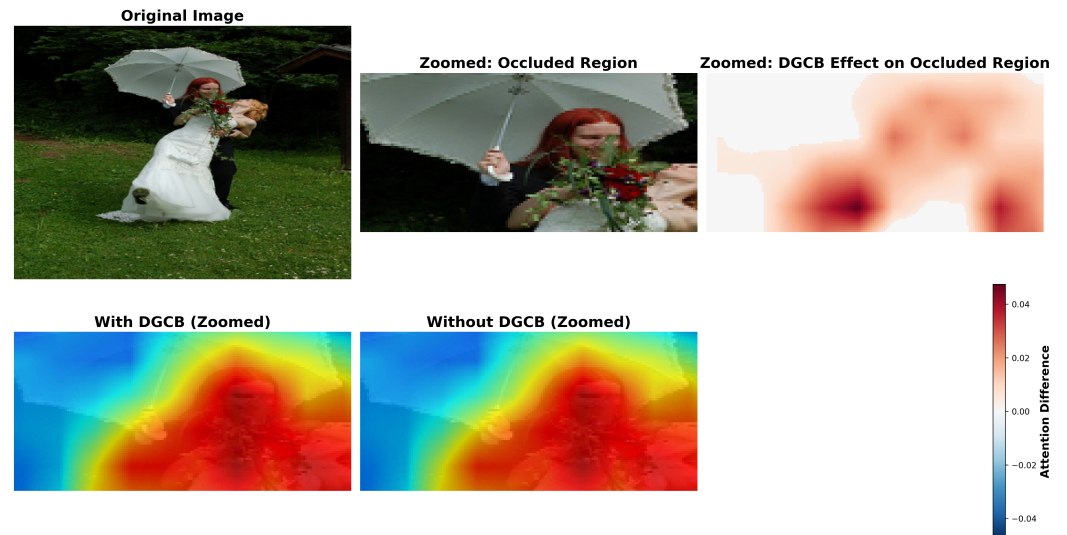 Original Image
Zoomed: Occluded Region
Zoomed: DGCB Effect on Occluded Region
With DGCB (Zoomed)
Without DGCB (Zoomed)
0.04
0.02
0.00
−0.02
−0.04
Attention Difference